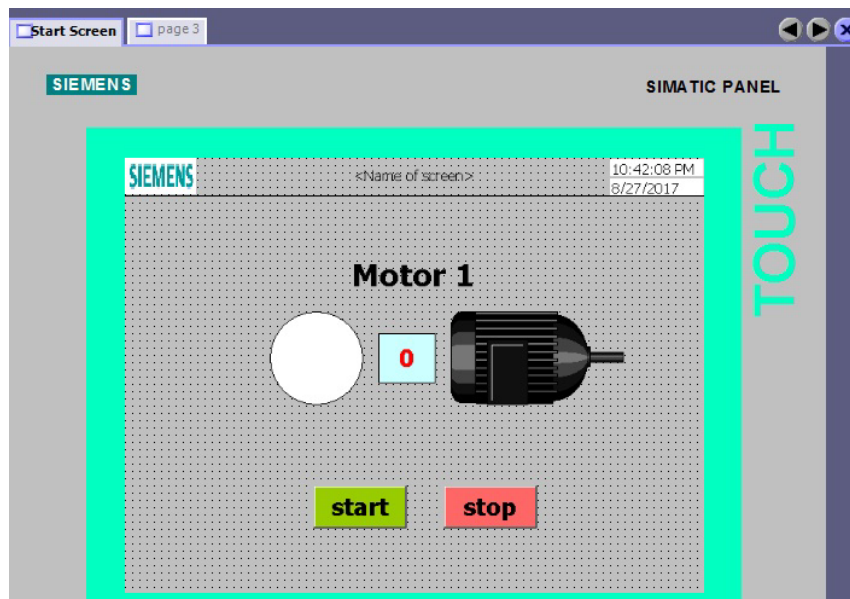 Start Screen page 3
SIEMENS
SIMATIC PANEL
TOUCH
SIEMENS
<Name of screen>
10:42:08 PM
8/27/2017
Motor 1
0
start stop